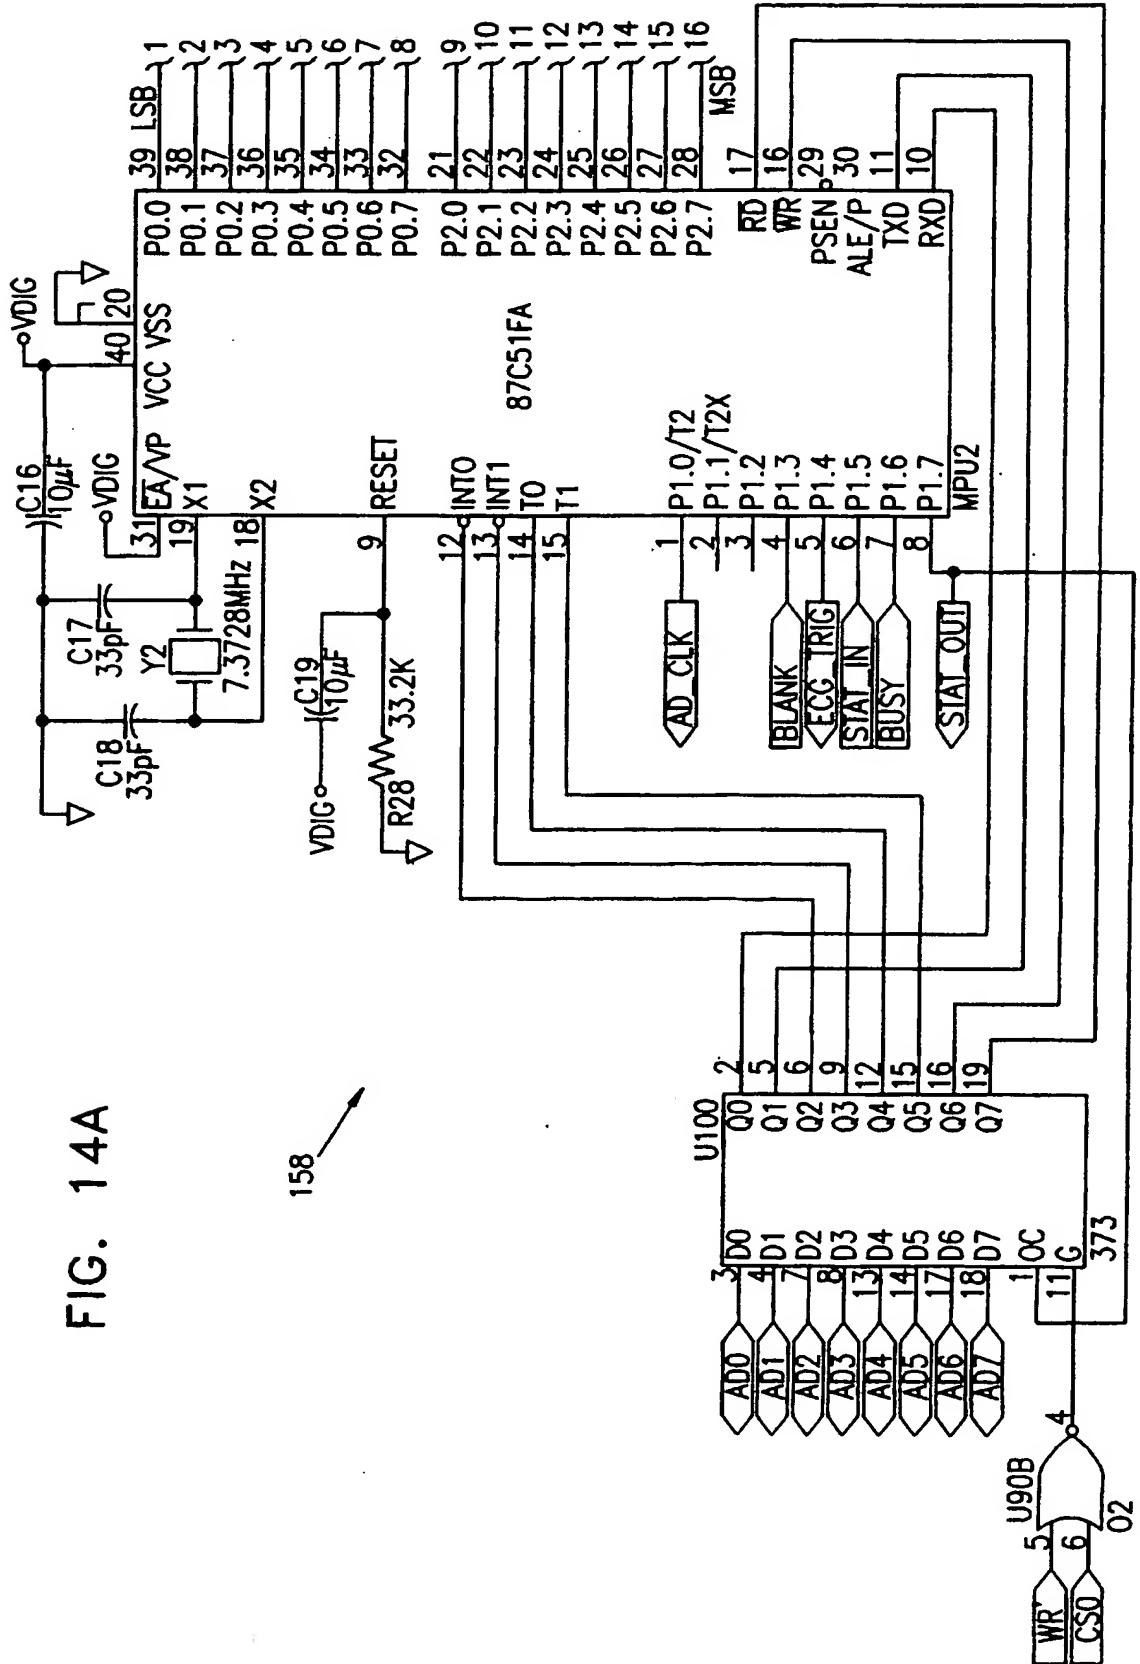 FIG. 14A
158
VDIG
C16
10µF
VDIG
C17
33pF
C18
33pF
Y2
7.3728MHz
VDIG
C19
10µF
R28
33.2K
40
20
VCC
VSS
31
EA/VP
19
X1
18
X2
9
RESET
12
INT0
13
INT1
14
T0
15
T1
87C51FA
AD_CLK
1
P1.0/T2
2
P1.1/T2X
3
P1.2
BLANK
4
P1.3
ECG_TRIG
5
P1.4
STAT_IN
6
P1.5
BUSY
7
P1.6
8
P1.7
STAT_OUT
MPU2
P0.0
39
LSB
1
P0.1
38
2
P0.2
37
3
P0.3
36
4
P0.4
35
5
P0.5
34
6
P0.6
33
7
P0.7
32
8
P2.0
21
9
P2.1
22
10
P2.2
23
11
P2.3
24
12
P2.4
25
13
P2.5
26
14
P2.6
27
15
P2.7
28
16
MSB
RD
17
WR
16
PSEN
29
ALE/P
30
TXD
11
RXD
10
U100
AD0
3
D0
Q0
2
AD1
4
D1
Q1
5
AD2
7
D2
Q2
6
AD3
8
D3
Q3
9
AD4
13
D4
Q4
12
AD5
14
D5
Q5
15
AD6
17
D6
Q6
16
AD7
18
D7
Q7
19
1
OC
11
G
373
U90B
WR
5
CS0
6
4
02